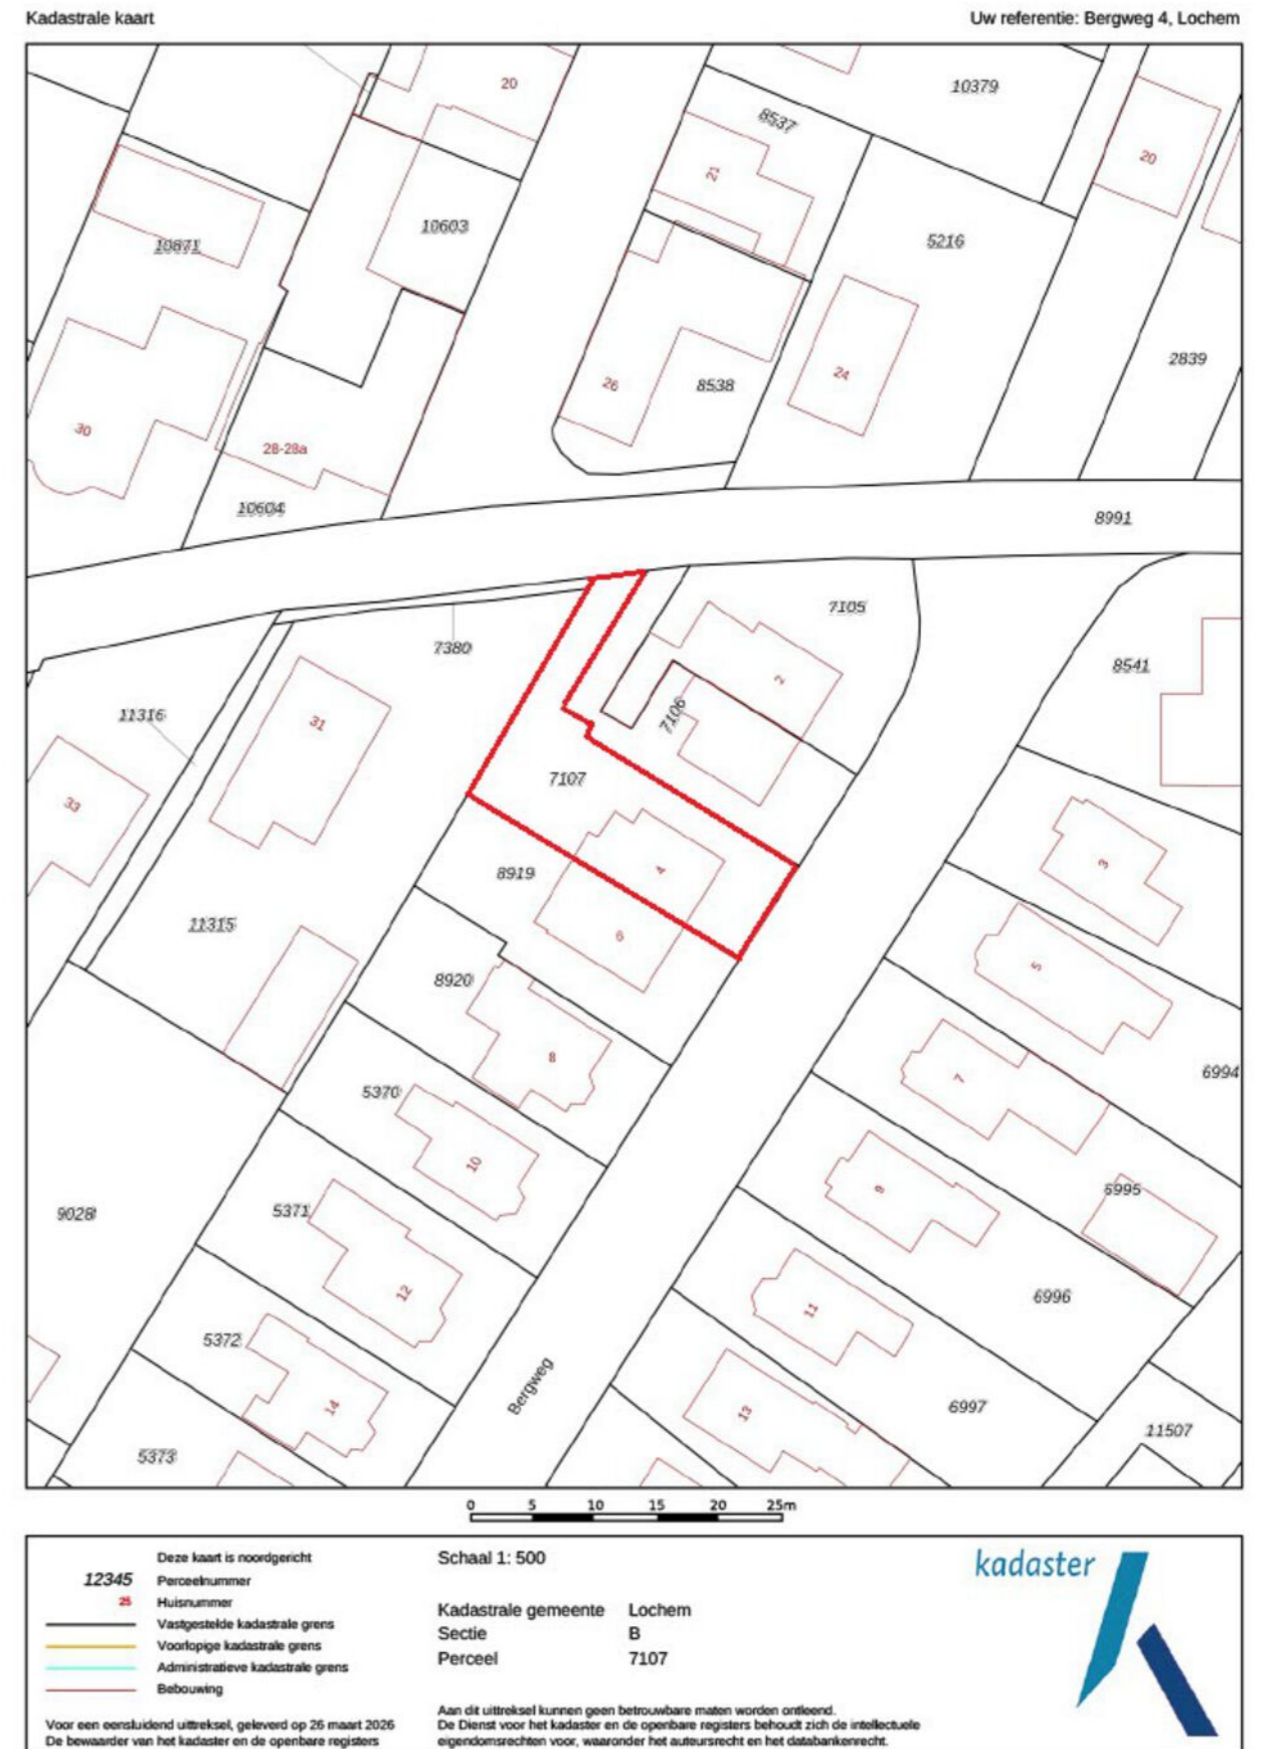 Kadastrale kaart
Uw referentie: Bergweg 4, Lochem
20
10379
8537
20
21
10603
5216
10871
2839
26
8538
24
30
28-28a
10604
8991
7105
7380
8541
2
11316
7106
31
7107
33
3
4
8919
11315
6
5
8920
8
6994
7
5370
10
6995
9
9028
5371
12
6996
11
5372
Bergweg
14
13
6997
11507
5373
0 5 10 15 20 25m
Deze kaart is noordgericht
12345 Perceelnummer
25 Huisnummer
Vastgestelde kadastrale grens
Voorlopige kadastrale grens
Administratieve kadastrale grens
Bebouwing
Voor een eensluidend uittreksel, geleverd op 26 maart 2026
De bewaarder van het kadaster en de openbare registers
Schaal 1: 500
Kadastrale gemeente Lochem
Sectie B
Perceel 7107
Aan dit uittreksel kunnen geen betrouwbare maten worden ontleend.
De Dienst voor het kadaster en de openbare registers behoudt zich de intellectuele
eigendomsrechten voor, waaronder het auteursrecht en het databankenrecht.
kadaster